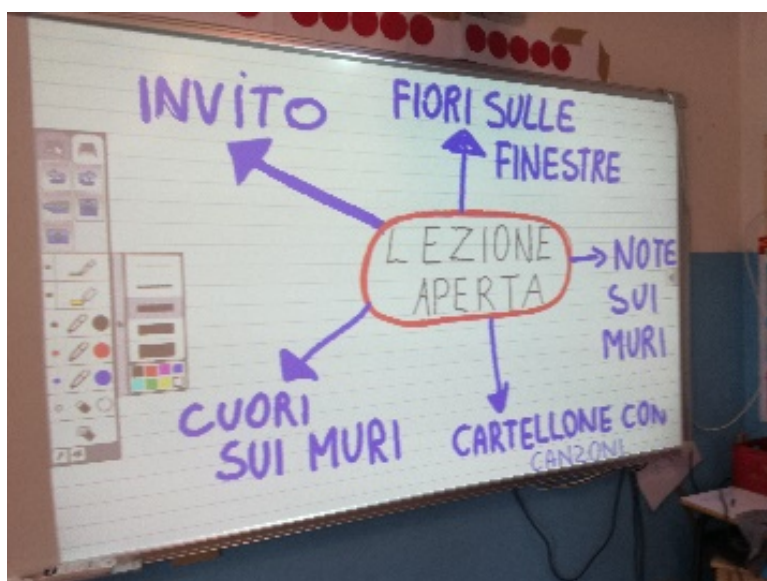 INVITO
FIORI SULLE
FINESTRE
LEZIONE
APERTA
NOTE
SUI
MURI
CUORI
SUI MURI
CARTELLONE CON
CANZONI